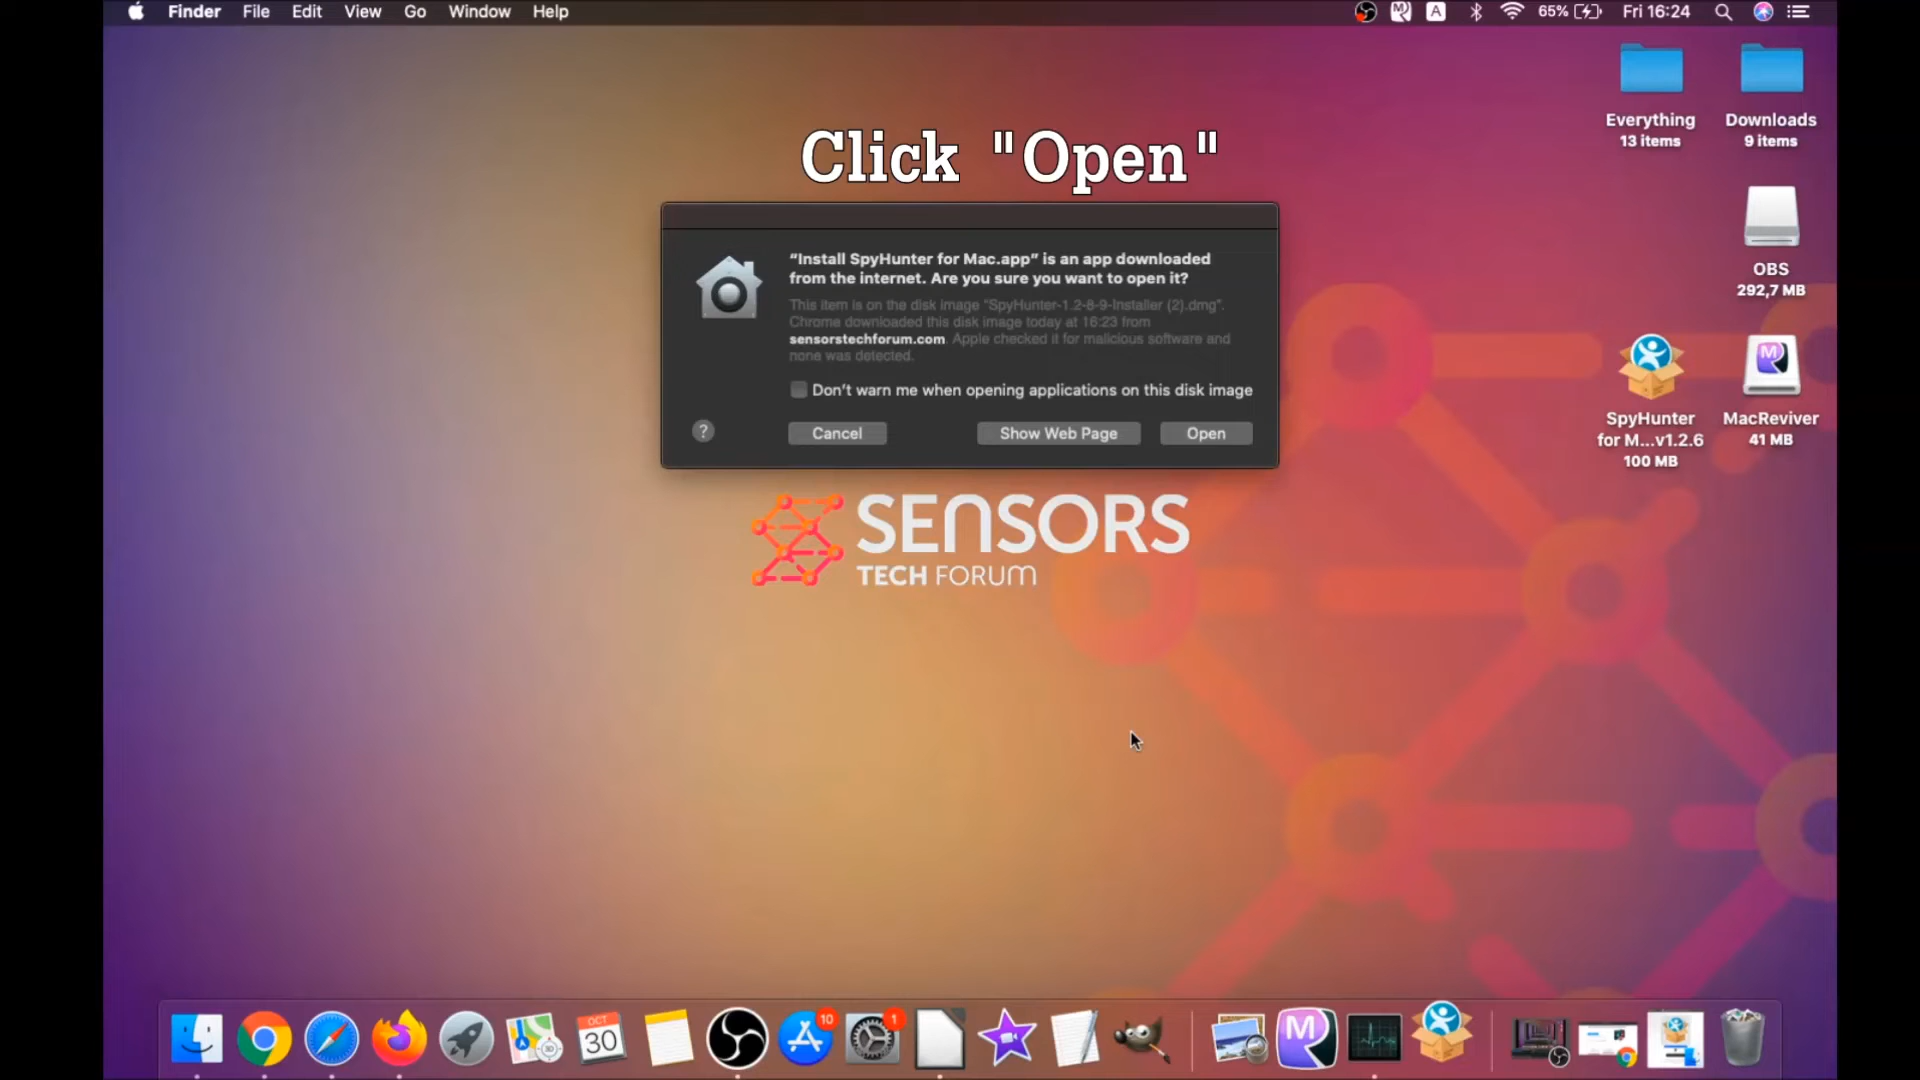 Finder File Edit View Go Window Help
A 65% Fri 16:24
Everything
13 items
Downloads
9 items
Click "Open"
“Install SpyHunter for Mac.app” is an app downloaded
from the internet. Are you sure you want to open it?
This item is on the disk image “SpyHunter-1.2-8-9-Installer (2).dmg”.
Chrome downloaded this disk image today at 16:23 from
sensorstechforum.com. Apple checked it for malicious software and
none was detected.
Don’t warn me when opening applications on this disk image
? Cancel Show Web Page Open
OBS
292,7 MB
SpyHunter
for M...v1.2.6
100 MB
MacReviver
41 MB
SENSORS
TECH FORUM
OCT
30
10
1
M